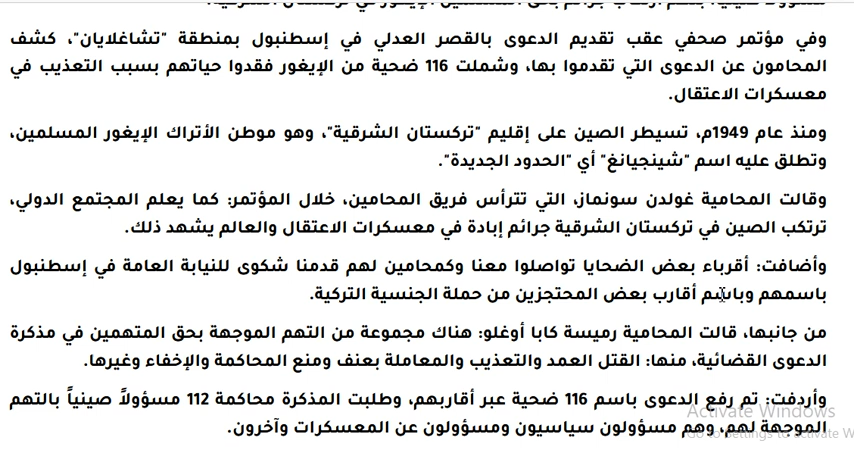 وفي مؤتمر صحفي عقب تقديم الدعوى بالقصر العدلي في إسطنبول بمنطقة "تشاغلايان"، كشف
المحامون عن الدعوى التي تقدموا بها، وشملت 116 ضحية من الإيغور فقدوا حياتهم بسبب التعذيب في
معسكرات الاعتقال.
ومنذ عام 1949م، تسيطر الصين على إقليم "تركستان الشرقية"، وهو موطن الأتراك الإيغور المسلمين،
وتطلق عليه اسم "شينجيانغ" أي "الحدود الجديدة".
وقالت المحامية غولدن سونماز، التي تترأس فريق المحامين، خلال المؤتمر: كما يعلم المجتمع الدولي،
ترتكب الصين في تركستان الشرقية جرائم إبادة في معسكرات الاعتقال والعالم يشهد ذلك.
وأضافت: أقرباء بعض الضحايا تواصلوا معنا وكمحامين لهم قدمنا شكوى للنيابة العامة في إسطنبول
باسمهم وباسم أقارب بعض المحتجزين من حملة الجنسية التركية.
من جانبها، قالت المحامية رميسة كابا أوغلو: هناك مجموعة من التهم الموجهة بحق المتهمين في مذكرة
الدعوى القضائية، منها: القتل العمد والتعذيب والمعاملة بعنف ومنع المحاكمة والإخفاء وغيرها.
وأردفت: تم رفع الدعوى باسم 116 ضحية عبر أقاربهم، وطلبت المذكرة محاكمة 112 مسؤولاً صينياً بالتهم
Activate Windows
الموجهة لهم، وهم مسؤولون سياسيون ومسؤولون عن المعسكرات وآخرون.
Go to Settings to activate W